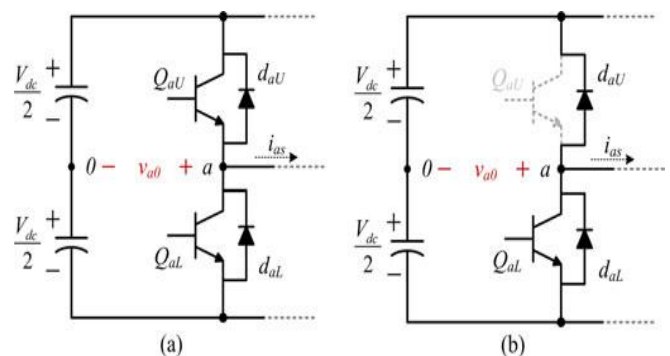 V_dc
2
+
−
Q_aU
d_aU
0 − v_a0 + a
i_as
V_dc
2
+
−
Q_aL
d_aL
(a)
V_dc
2
+
−
Q_aU
d_aU
0 − v_a0 + a
i_as
V_dc
2
+
−
Q_aL
d_aL
(b)